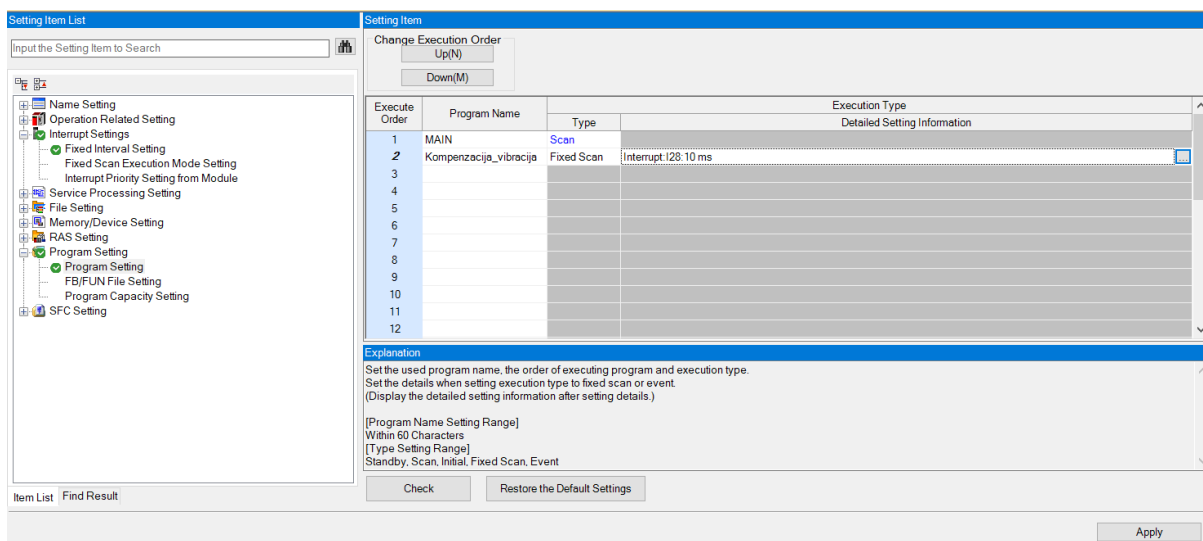 Setting Item List
Input the Setting Item to Search
Name Setting
Operation Related Setting
Interrupt Settings
Fixed Interval Setting
Fixed Scan Execution Mode Setting
Interrupt Priority Setting from Module
Service Processing Setting
File Setting
Memory/Device Setting
RAS Setting
Program Setting
Program Setting
FB/FUN File Setting
Program Capacity Setting
SFC Setting
Item List Find Result
Setting Item
Change Execution Order
Up(N)
Down(M)
Execute Order Program Name Execution Type
Type Detailed Setting Information
1 MAIN Scan
2 Kompenzacija_vibracija Fixed Scan Interrupt:I28:10 ms ...
3
4
5
6
7
8
9
10
11
12
Explanation
Set the used program name, the order of executing program and execution type.
Set the details when setting execution type to fixed scan or event.
(Display the detailed setting information after setting details.)
[Program Name Setting Range]
Within 60 Characters
[Type Setting Range]
Standby, Scan, Initial, Fixed Scan, Event
Check Restore the Default Settings
Apply